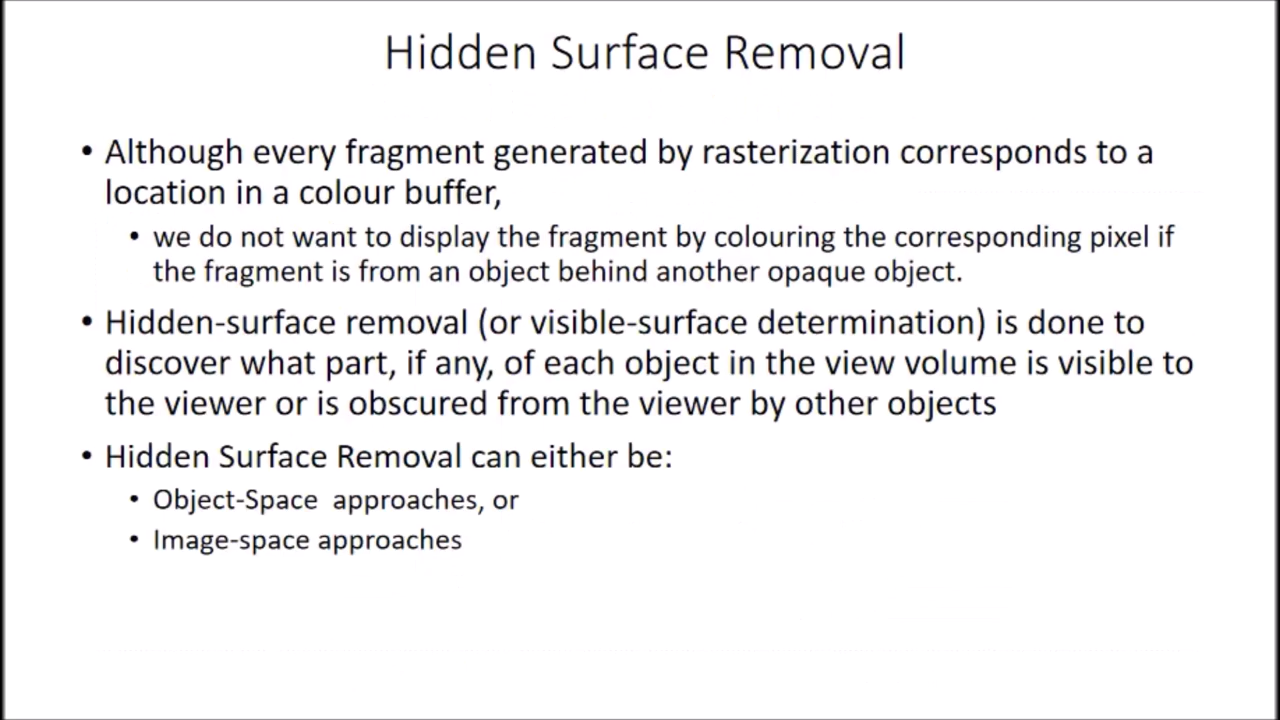 Hidden Surface Removal
• Although every fragment generated by rasterization corresponds to a
location in a colour buffer,
• we do not want to display the fragment by colouring the corresponding pixel if
the fragment is from an object behind another opaque object.
• Hidden-surface removal (or visible-surface determination) is done to
discover what part, if any, of each object in the view volume is visible to
the viewer or is obscured from the viewer by other objects
• Hidden Surface Removal can either be:
• Object-Space  approaches, or
• Image-space approaches